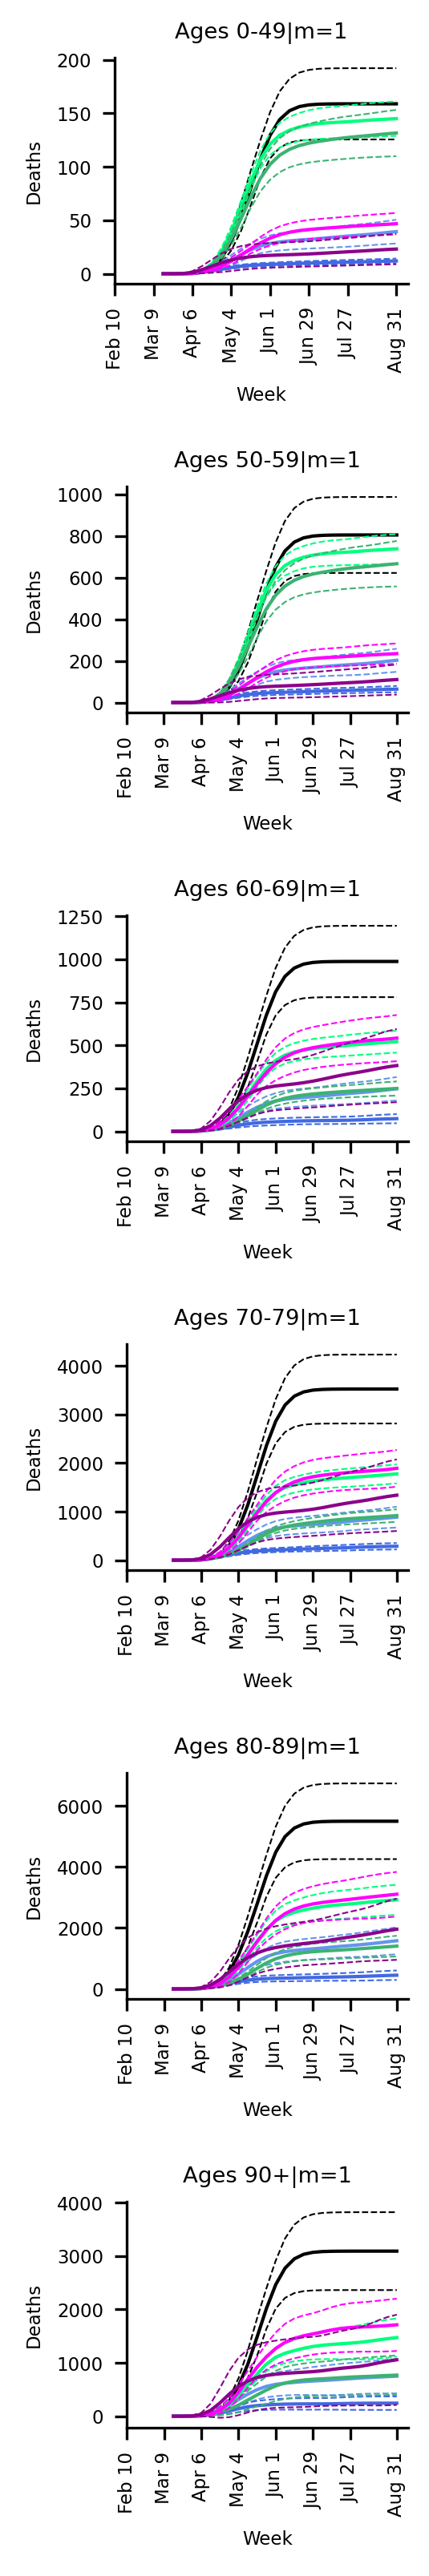 Ages 0-49|m=1
200
150
100
50
0
Deaths
Feb 10
Mar 9
Apr 6
May 4
Jun 1
Jun 29
Jul 27
Aug 31
Week
Ages 50-59|m=1
1000
800
600
400
200
0
Deaths
Feb 10
Mar 9
Apr 6
May 4
Jun 1
Jun 29
Jul 27
Aug 31
Week
Ages 60-69|m=1
1250
1000
750
500
250
0
Deaths
Feb 10
Mar 9
Apr 6
May 4
Jun 1
Jun 29
Jul 27
Aug 31
Week
Ages 70-79|m=1
4000
3000
2000
1000
0
Deaths
Feb 10
Mar 9
Apr 6
May 4
Jun 1
Jun 29
Jul 27
Aug 31
Week
Ages 80-89|m=1
6000
4000
2000
0
Deaths
Feb 10
Mar 9
Apr 6
May 4
Jun 1
Jun 29
Jul 27
Aug 31
Week
Ages 90+|m=1
4000
3000
2000
1000
0
Deaths
Feb 10
Mar 9
Apr 6
May 4
Jun 1
Jun 29
Jul 27
Aug 31
Week